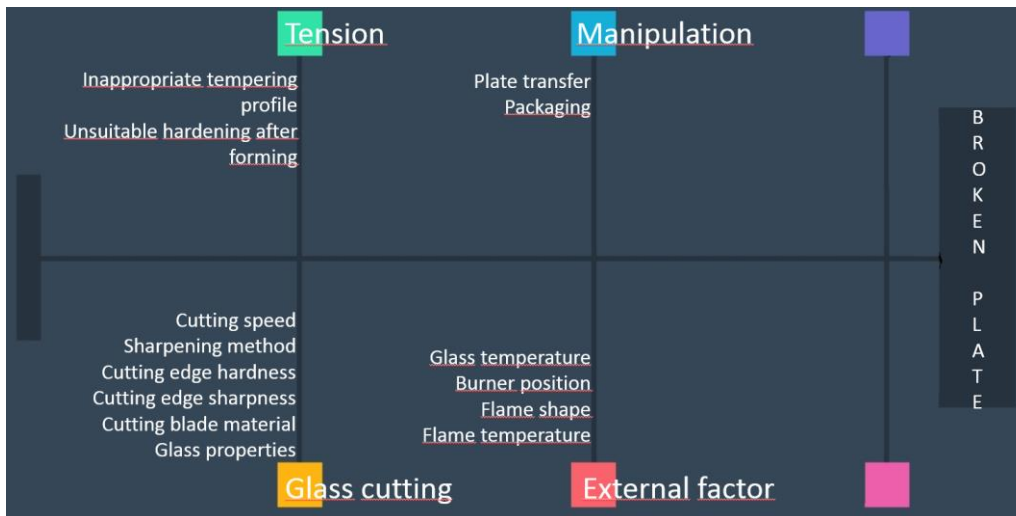 Tension
Manipulation
Inappropriate tempering
profile
Unsuitable hardening after
forming
Plate transfer
Packaging
BROKEN PLATE
Cutting speed
Sharpening method
Cutting edge hardness
Cutting edge sharpness
Cutting blade material
Glass properties
Glass temperature
Burner position
Flame shape
Flame temperature
Glass cutting
External factor